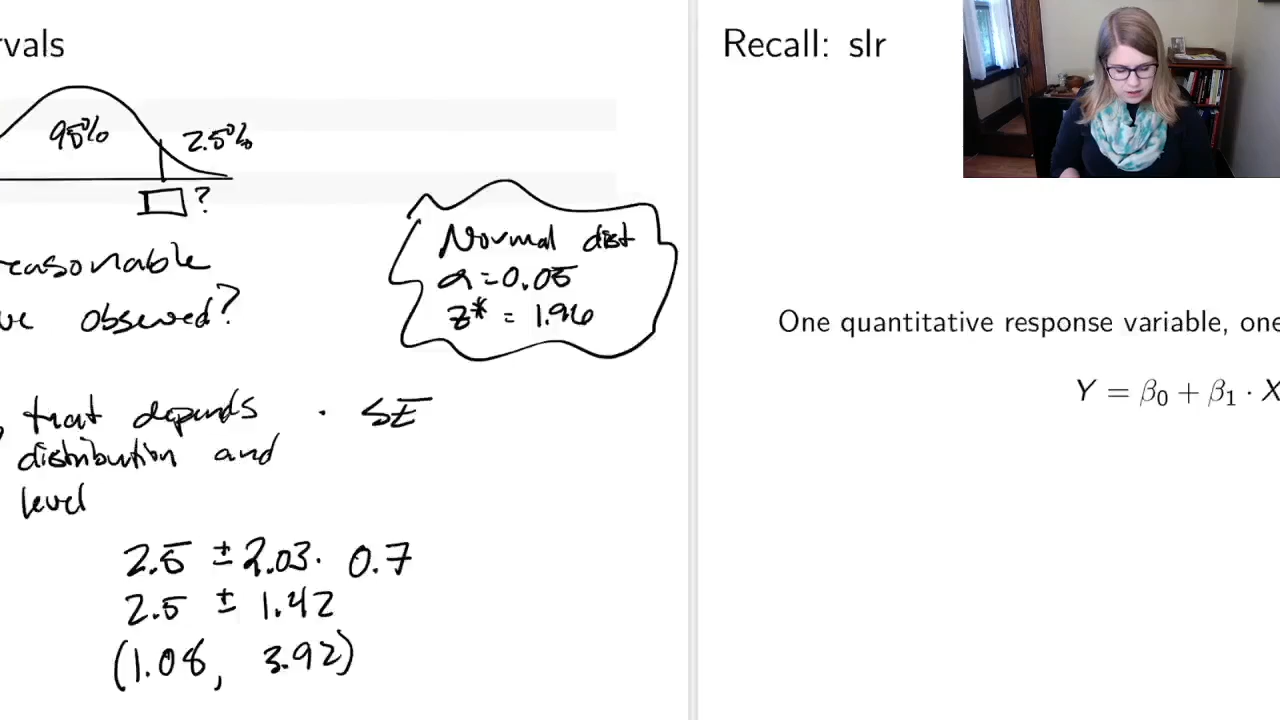 rvals
95%
2.5%
?
Normal dist
a=0.05
z* = 1.96
reasonable
ve observed?
that depends · SE
distribution and
level
2.5 ± 2.03 · 0.7
2.5 ± 1.42
(1.08, 3.92)
Recall: slr
One quantitative response variable, one
Y = β₀ + β₁ · X